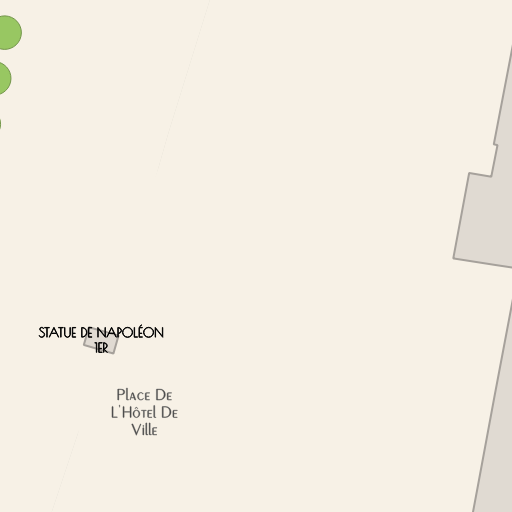 STATUE DE NAPOLÉON
1ER
Place De
L'Hôtel De
Ville